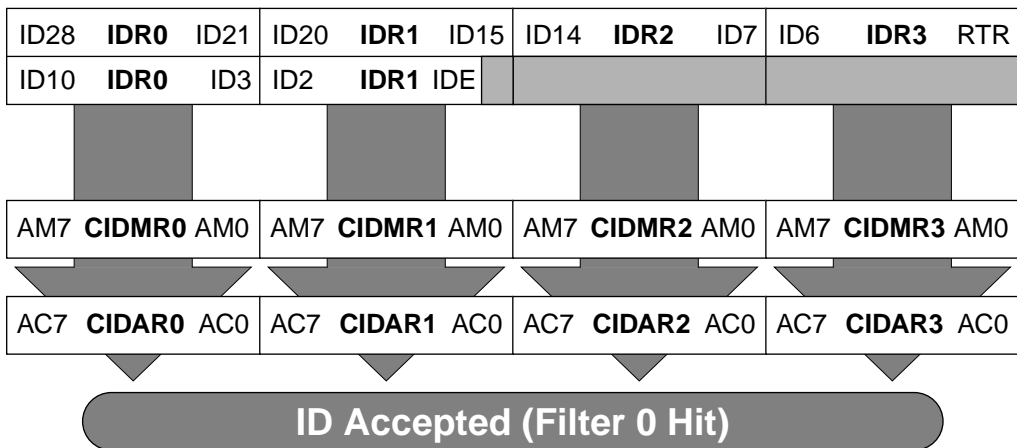 ID28 IDR0 ID21 ID20 IDR1 ID15 ID14 IDR2 ID7 ID6 IDR3 RTR
ID10 IDR0 ID3 ID2 IDR1 IDE
AM7 CIDMR0 AM0 AM7 CIDMR1 AM0 AM7 CIDMR2 AM0 AM7 CIDMR3 AM0
AC7 CIDAR0 AC0 AC7 CIDAR1 AC0 AC7 CIDAR2 AC0 AC7 CIDAR3 AC0
ID Accepted (Filter 0 Hit)